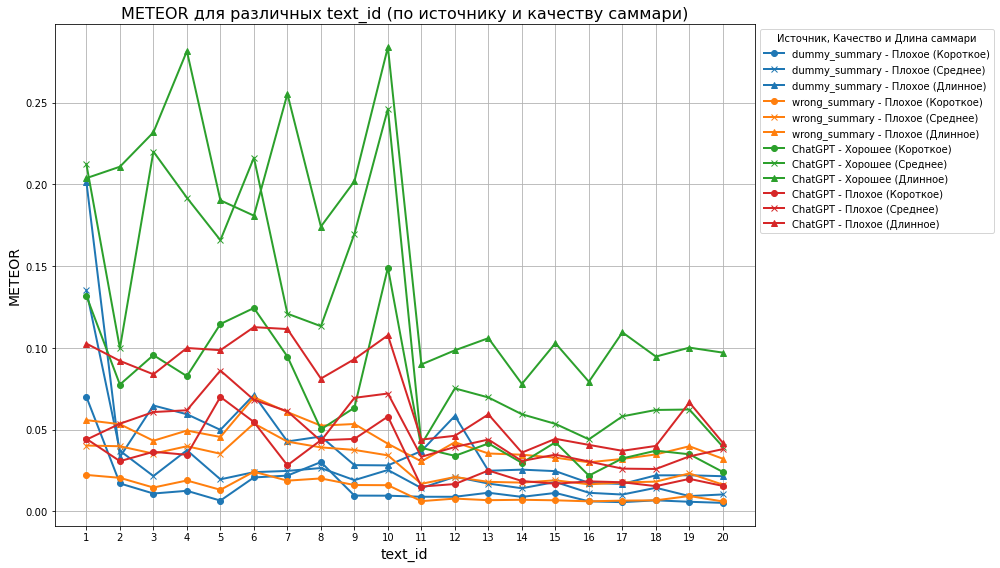 METEOR для различных text_id (по источнику и качеству саммари)
METEOR
0.25
0.20
0.15
0.10
0.05
0.00
1 2 3 4 5 6 7 8 9 10 11 12 13 14 15 16 17 18 19 20
text_id
Источник, Качество и Длина саммари
dummy_summary - Плохое (Короткое)
dummy_summary - Плохое (Среднее)
dummy_summary - Плохое (Длинное)
wrong_summary - Плохое (Короткое)
wrong_summary - Плохое (Среднее)
wrong_summary - Плохое (Длинное)
ChatGPT - Хорошее (Короткое)
ChatGPT - Хорошее (Среднее)
ChatGPT - Хорошее (Длинное)
ChatGPT - Плохое (Короткое)
ChatGPT - Плохое (Среднее)
ChatGPT - Плохое (Длинное)